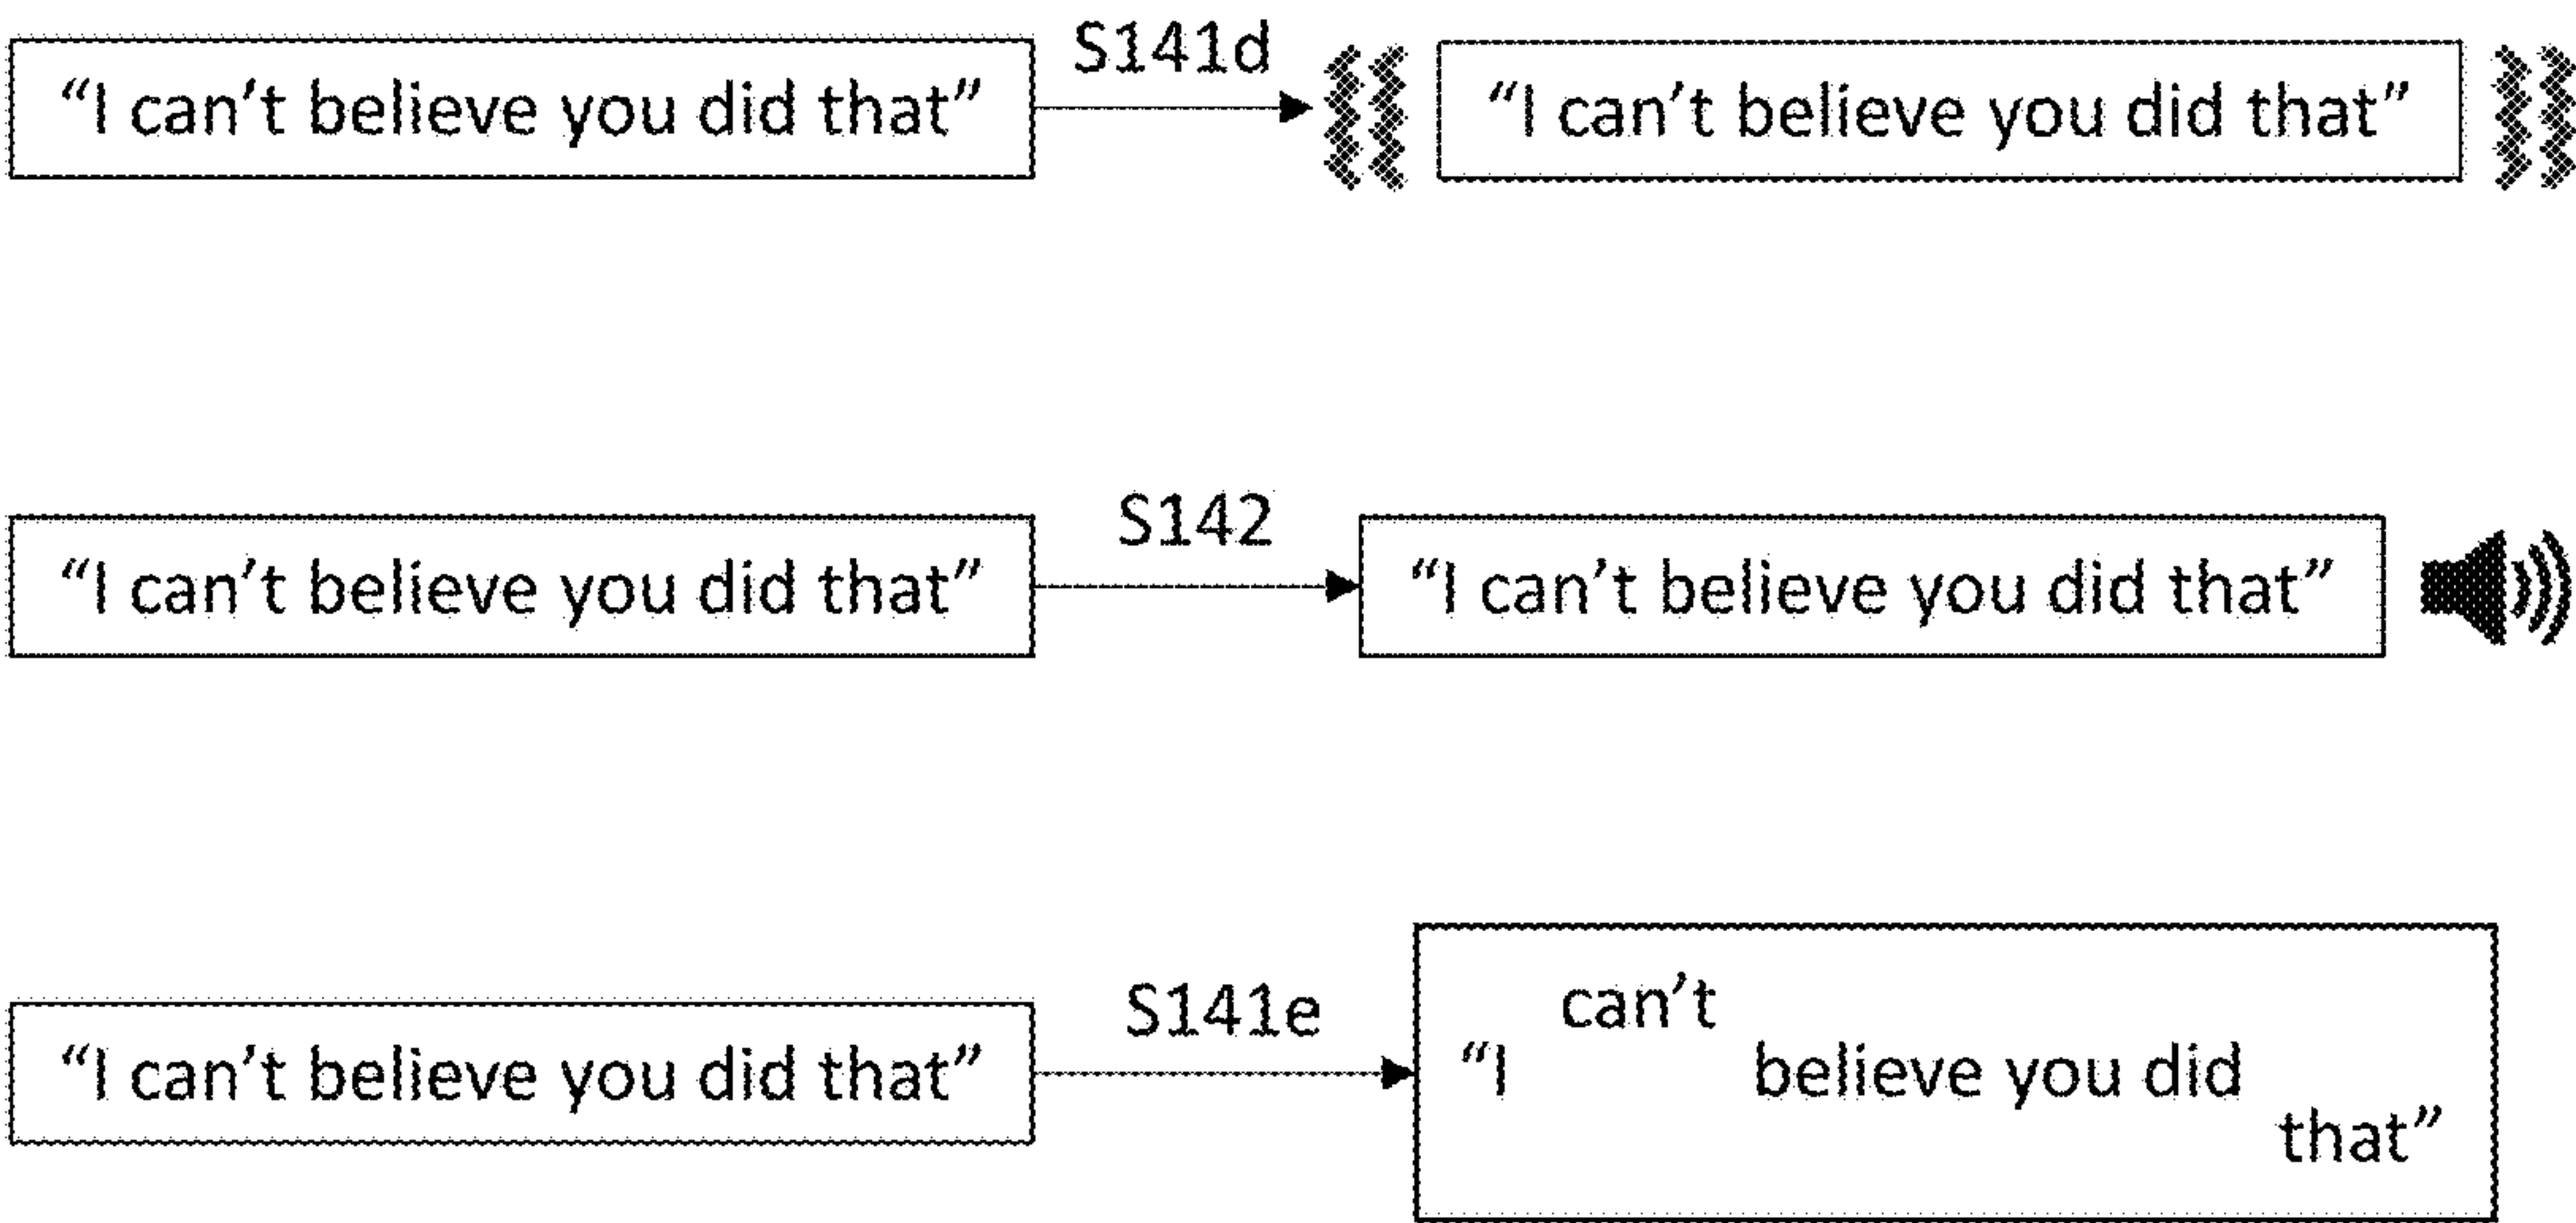 S141d
“I can’t believe you did that” “I can’t believe you did that”
S142
“I can’t believe you did that” “I can’t believe you did that”
S141e
“I can’t believe you did that” “I can’t believe you did that”